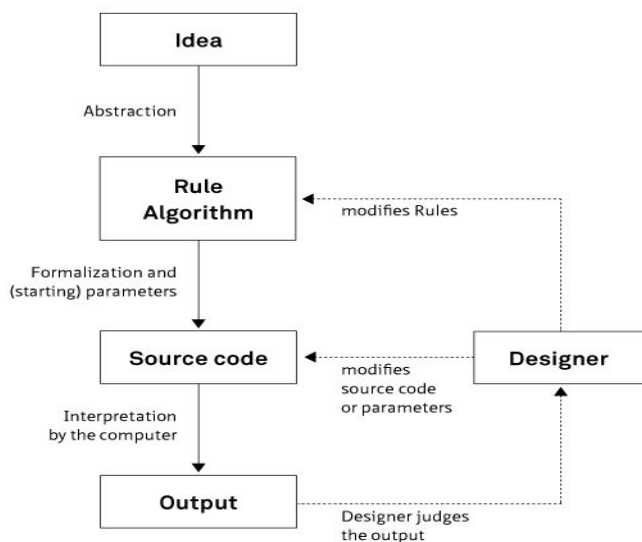 Idea
Abstraction
Rule
Algorithm
modifies Rules
Formalization and
(starting) parameters
Source code
Designer
modifies
source code
or parameters
Interpretation
by the computer
Output
Designer judges
the output